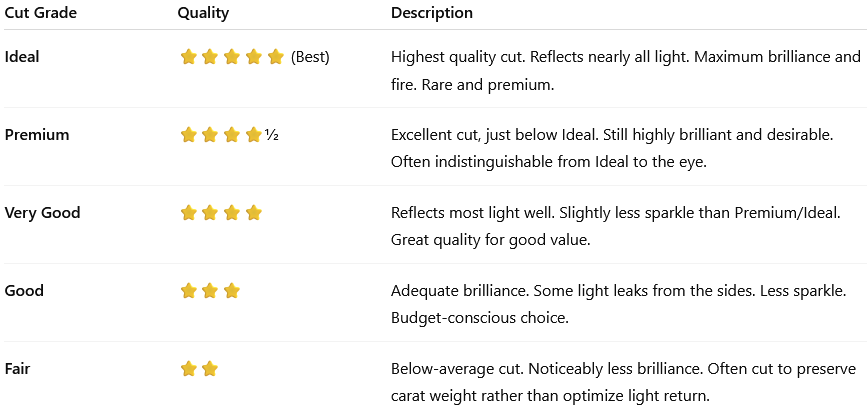 Cut Grade Quality Description
Ideal ⭐⭐⭐⭐⭐ (Best) Highest quality cut. Reflects nearly all light. Maximum brilliance and
fire. Rare and premium.
Premium ⭐⭐⭐⭐½ Excellent cut, just below Ideal. Still highly brilliant and desirable.
Often indistinguishable from Ideal to the eye.
Very Good ⭐⭐⭐⭐ Reflects most light well. Slightly less sparkle than Premium/Ideal.
Great quality for good value.
Good ⭐⭐⭐ Adequate brilliance. Some light leaks from the sides. Less sparkle.
Budget-conscious choice.
Fair ⭐⭐ Below-average cut. Noticeably less brilliance. Often cut to preserve
carat weight rather than optimize light return.